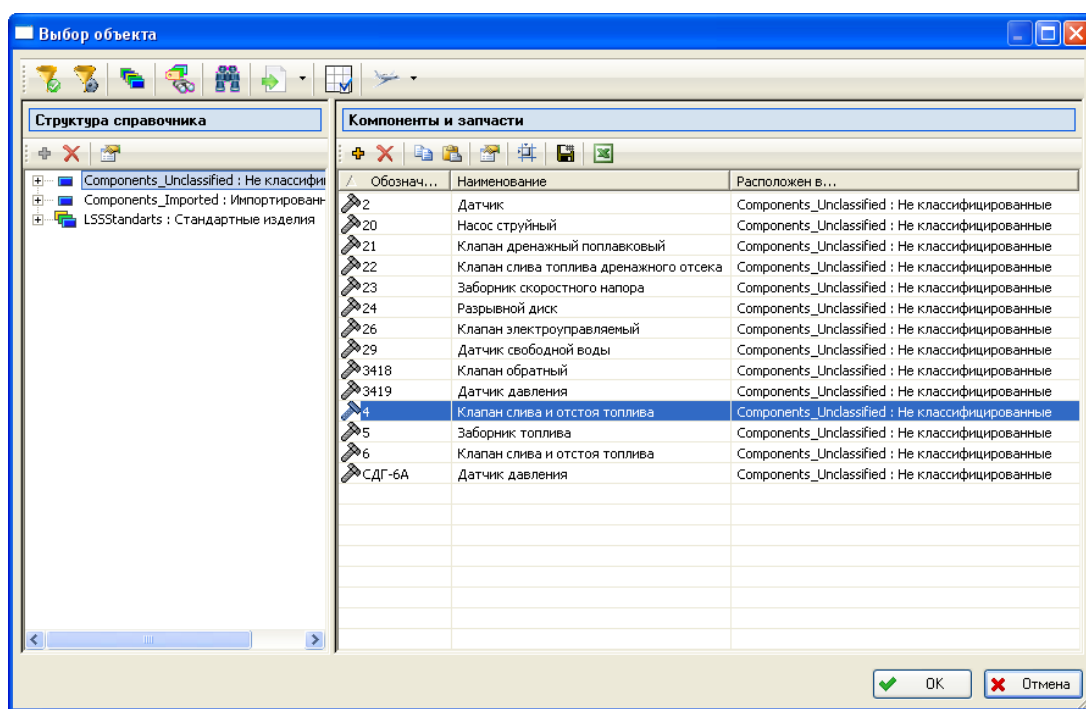 Выбор объекта
Структура справочника
Components_Unclassified : Не классифи
Components_Imported : Импортирован
LSSStandarts : Стандартные изделия
Компоненты и запчасти
Обознач... Наименование Расположен в...
2 Датчик Components_Unclassified : Не классифицированные
20 Насос струйный Components_Unclassified : Не классифицированные
21 Клапан дренажный поплавковый Components_Unclassified : Не классифицированные
22 Клапан слива топлива дренажного отсека Components_Unclassified : Не классифицированные
23 Заборник скоростного напора Components_Unclassified : Не классифицированные
24 Разрывной диск Components_Unclassified : Не классифицированные
26 Клапан электроуправляемый Components_Unclassified : Не классифицированные
29 Датчик свободной воды Components_Unclassified : Не классифицированные
3418 Клапан обратный Components_Unclassified : Не классифицированные
3419 Датчик давления Components_Unclassified : Не классифицированные
4 Клапан слива и отстоя топлива Components_Unclassified : Не классифицированные
5 Заборник топлива Components_Unclassified : Не классифицированные
6 Клапан слива и отстоя топлива Components_Unclassified : Не классифицированные
СДГ-6А Датчик давления Components_Unclassified : Не классифицированные
OK Отмена